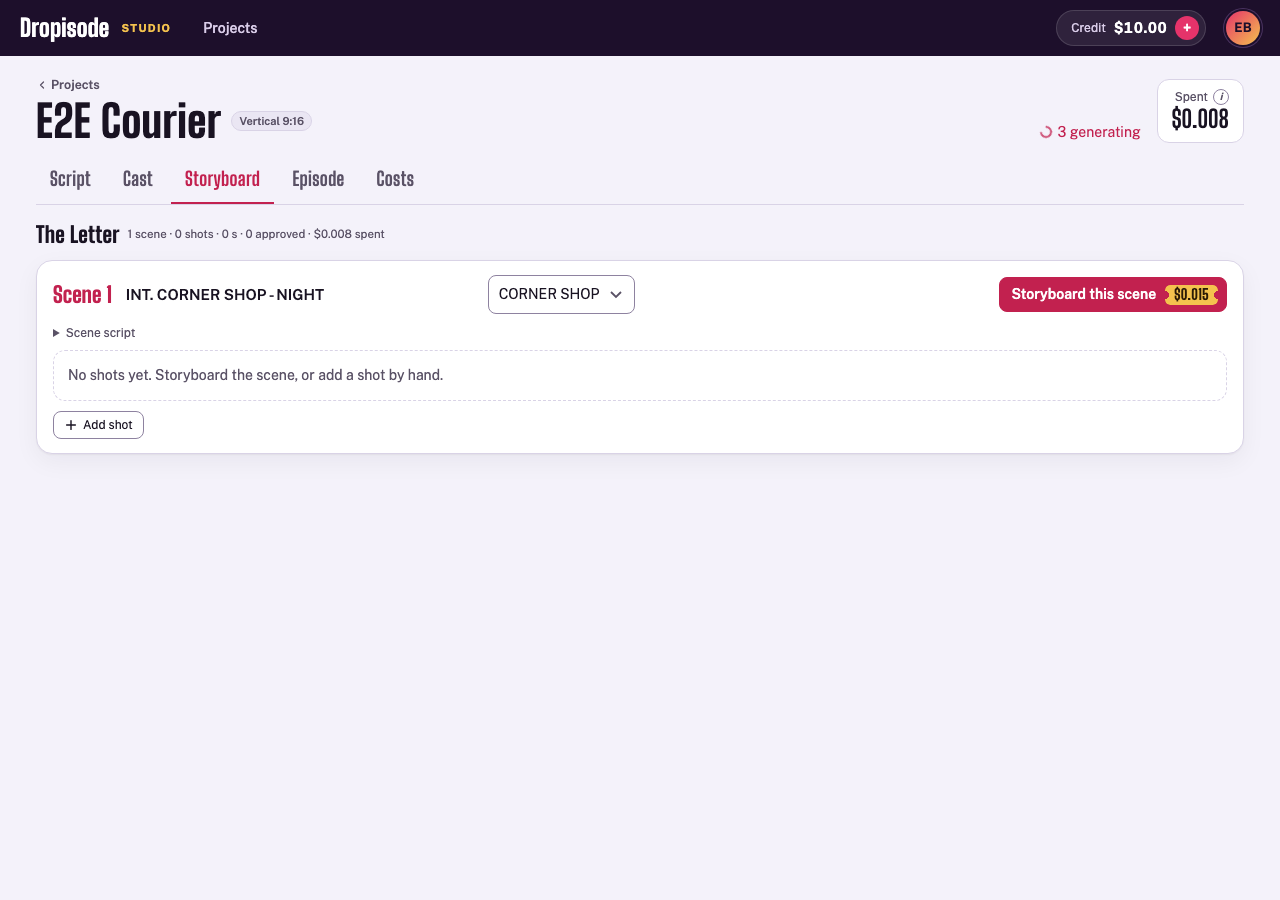 Dropisode STUDIO Projects Credit $10.00 + EB
Projects
E2E Courier Vertical 9:16
3 generating
Spent i
$0.008
Script Cast Storyboard Episode Costs
The Letter 1 scene · 0 shots · 0 s · 0 approved · $0.008 spent
Scene 1 INT. CORNER SHOP - NIGHT CORNER SHOP Storyboard this scene $0.015
Scene script
No shots yet. Storyboard the scene, or add a shot by hand.
+ Add shot